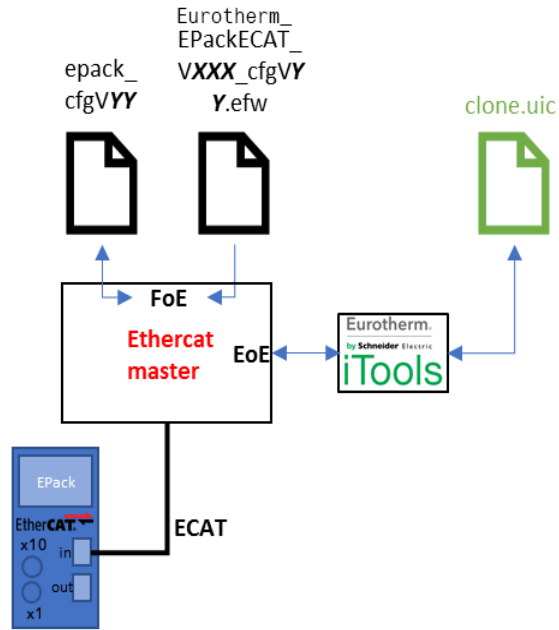 epack_
cfgVYY
Eurotherm_
EPackECAT_
VXXX_cfgVY
Y.efw
clone.uic
FoE
Ethercat
master
EoE
Eurotherm.
by Schneider Electric
iTools
EPack
EtherCAT.
x10
in
out
x1
ECAT